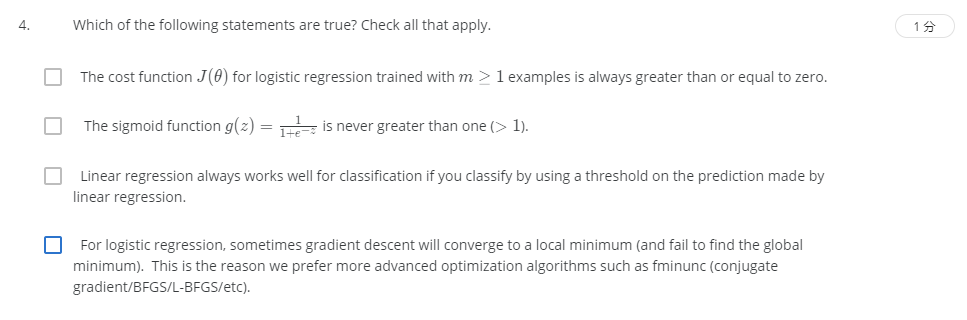 4. Which of the following statements are true? Check all that apply. 1分
The cost function J(θ) for logistic regression trained with m ≥ 1 examples is always greater than or equal to zero.
The sigmoid function g(z) = 1/(1+e^{-z}) is never greater than one (> 1).
Linear regression always works well for classification if you classify by using a threshold on the prediction made by
linear regression.
For logistic regression, sometimes gradient descent will converge to a local minimum (and fail to find the global
minimum). This is the reason we prefer more advanced optimization algorithms such as fminunc (conjugate
gradient/BFGS/L-BFGS/etc).